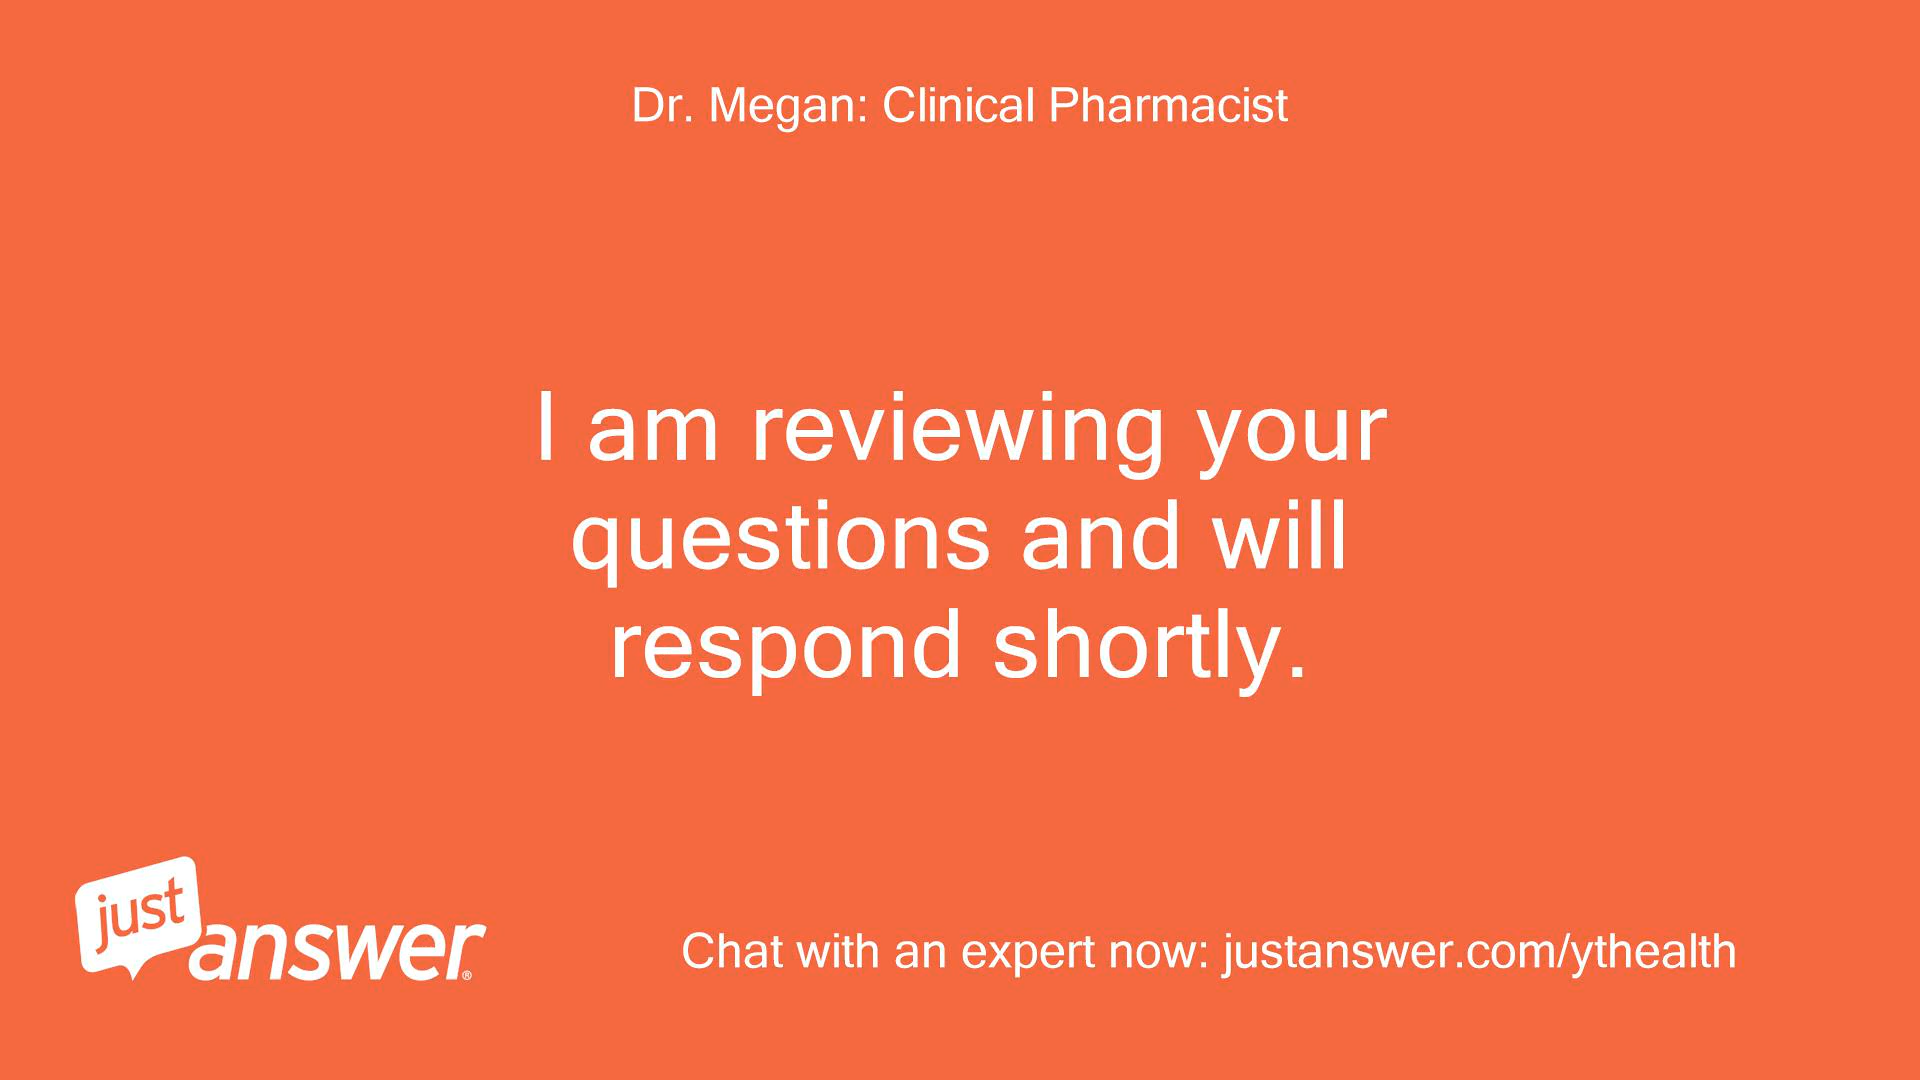 Dr. Megan: Clinical Pharmacist
I am reviewing your
questions and will
respond shortly.
just
answer®
Chat with an expert now: justanswer.com/ythealth